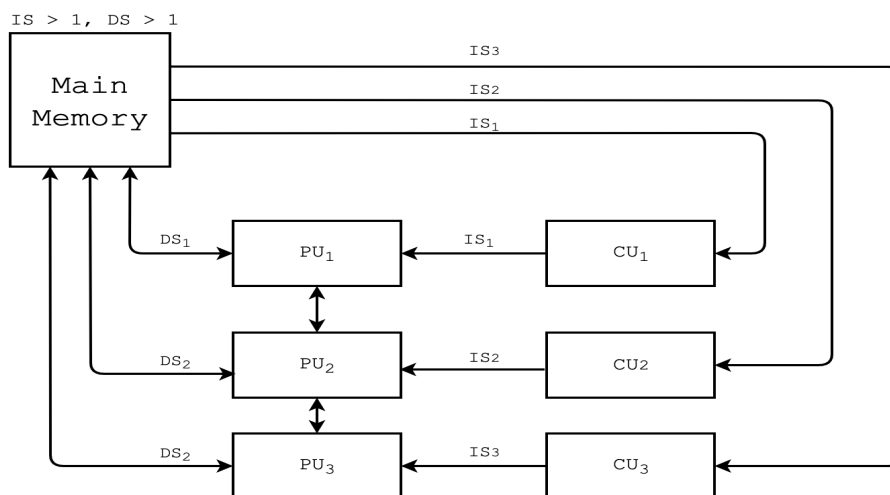 IS > 1, DS > 1
Main
Memory
IS3
IS2
IS₁
DS₁
PU₁
IS₁
CU₁
DS₂
PU₂
IS2
CU2
DS₂
PU₃
IS3
CU₃